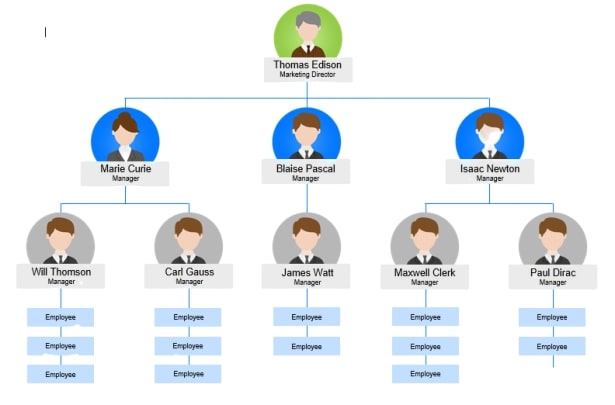 Thomas Edison
Marketing Director
Marie Curie
Manager
Blaise Pascal
Manager
Isaac Newton
Manager
Will Thomson
Manager
Carl Gauss
Manager
James Watt
Manager
Maxwell Clerk
Manager
Paul Dirac
Manager
Employee
Employee
Employee
Employee
Employee
Employee
Employee
Employee
Employee
Employee
Employee
Employee
Employee